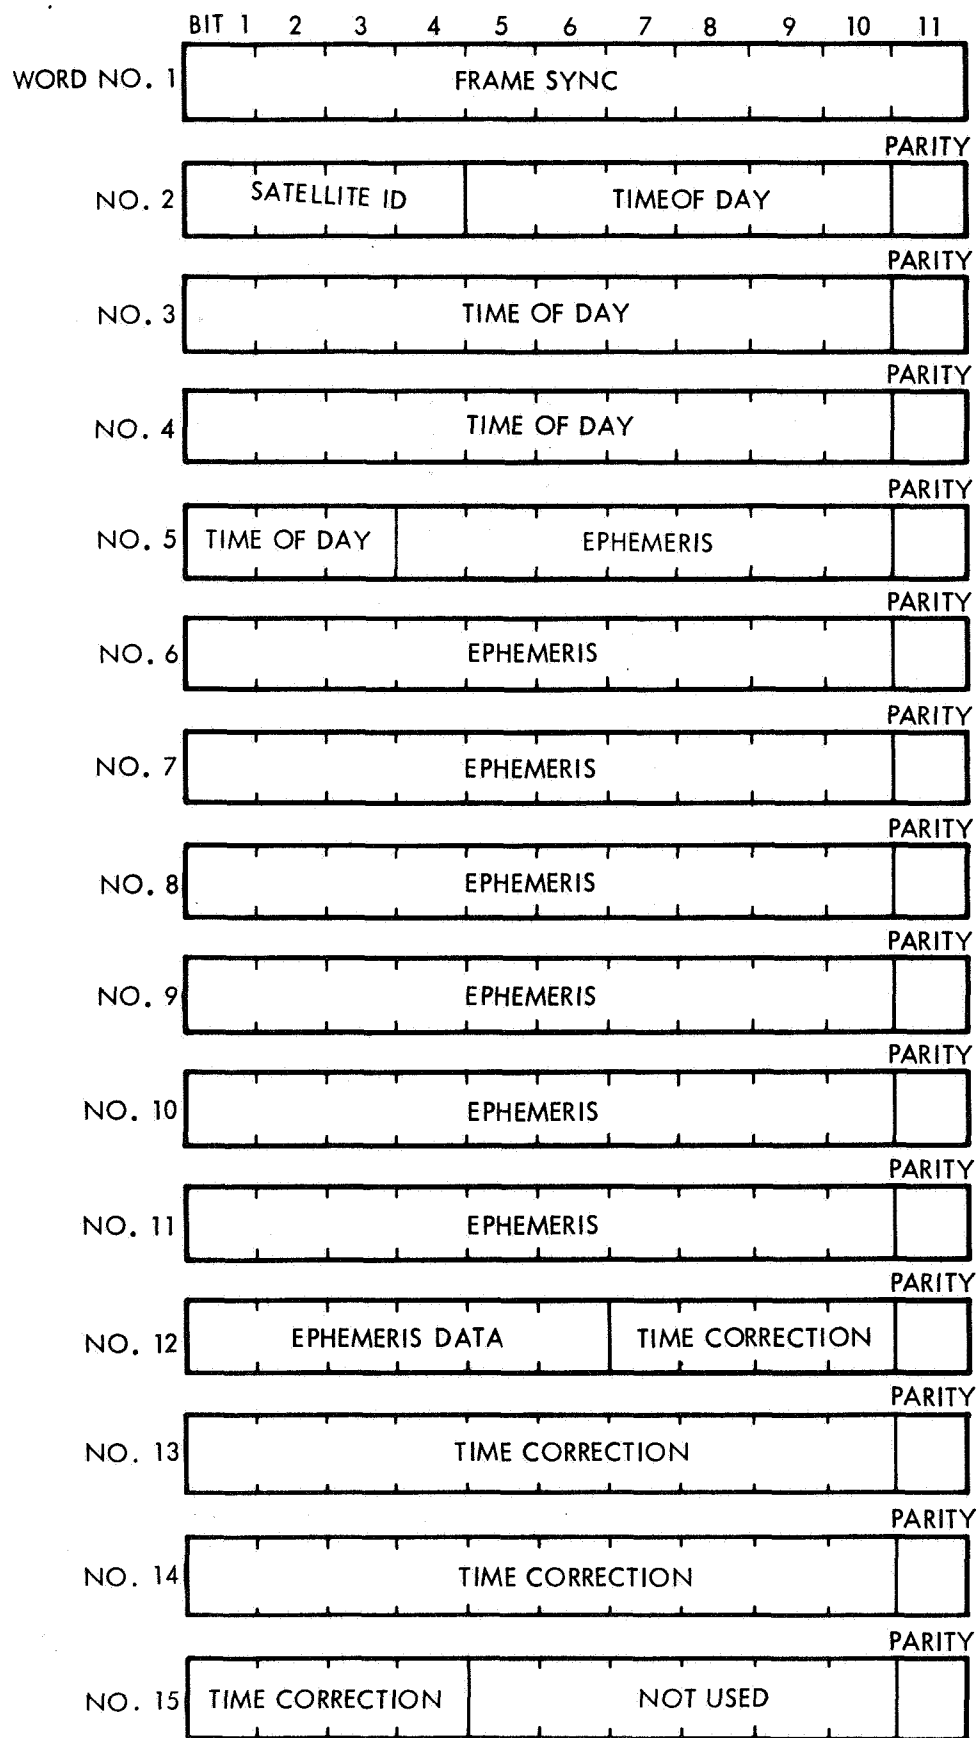 BIT 1 2 3 4 5 6 7 8 9 10 11
WORD NO. 1 FRAME SYNC
PARITY
NO. 2 SATELLITE ID TIMEOF DAY
PARITY
NO. 3 TIME OF DAY
PARITY
NO. 4 TIME OF DAY
PARITY
NO. 5 TIME OF DAY EPHEMERIS
PARITY
NO. 6 EPHEMERIS
PARITY
NO. 7 EPHEMERIS
PARITY
NO. 8 EPHEMERIS
PARITY
NO. 9 EPHEMERIS
PARITY
NO. 10 EPHEMERIS
PARITY
NO. 11 EPHEMERIS
PARITY
NO. 12 EPHEMERIS DATA TIME CORRECTION
PARITY
NO. 13 TIME CORRECTION
PARITY
NO. 14 TIME CORRECTION
PARITY
NO. 15 TIME CORRECTION NOT USED